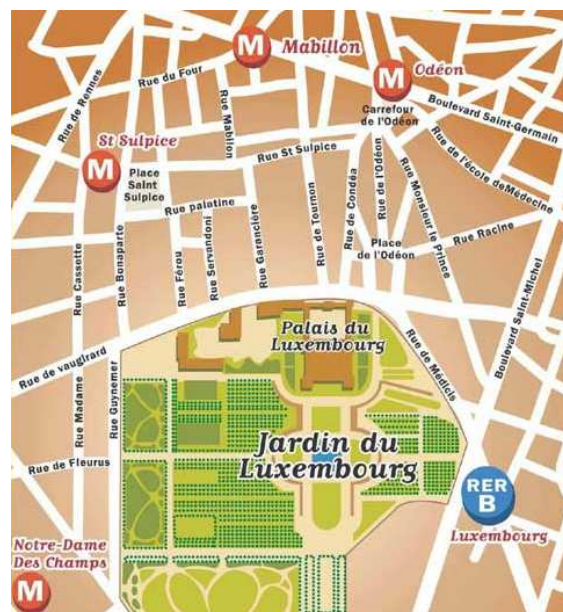 M
Mabillon
M
Odéon
Rue du Four
Rue de Rennes
Rue Mabilon
Carrefour
de l'Odéon
Boulevard Saint-Germain
St Sulpice
M
Place
Saint
Sulpice
Rue St Sulpice
Rue de l'école de Médecine
Rue palatine
Rue de Condéa
Rue de l'Odéon
Rue Monsieur le Prince
Rue Racine
Place
de l'Odéon
Rue Cassette
Rue Bonaparte
Rue Férou
Rue Servandoni
Rue Garancière
Rue de Tournon
Boulevard Saint-Michel
Palais du
Luxembourg
Rue de vaugirard
Rue Madame
Rue Guynemer
Rue de Médicis
Jardin du
Luxembourg
Rue de Fleurus
RER
B
Luxembourg
Notre-Dame
Des Champs
M